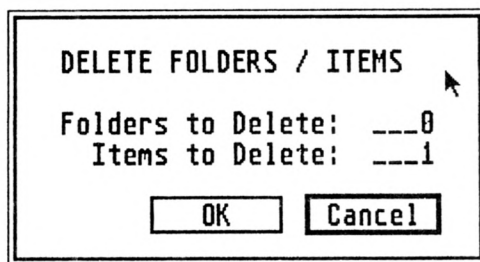 DELETE FOLDERS / ITEMS
Folders to Delete: ___0
Items to Delete: ___1
OK Cancel